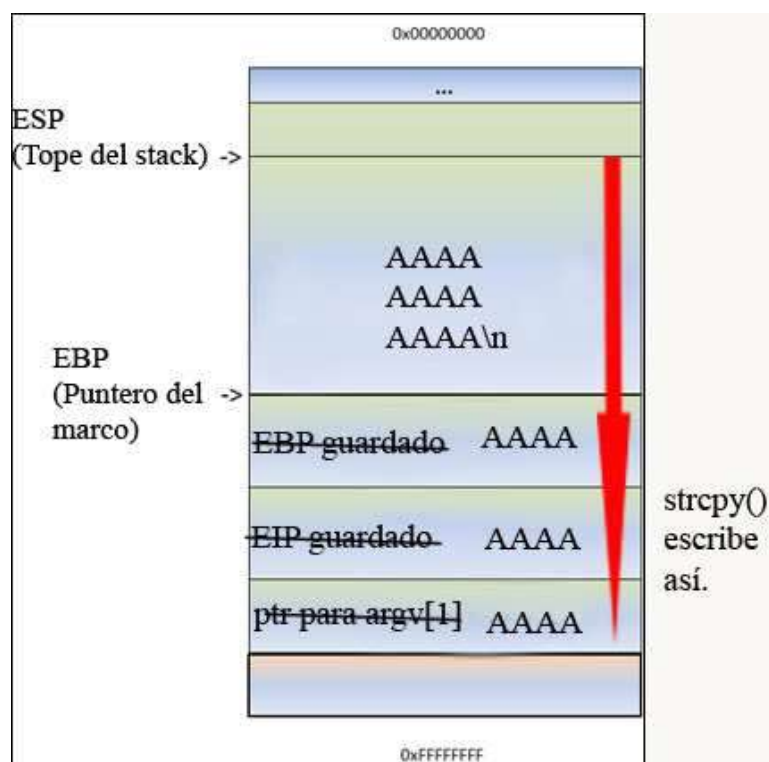 0x00000000
...
ESP
(Tope del stack) ->
AAAA
AAAA
AAAA\n
EBP
(Puntero del ->
marco)
EBP guardado AAAA
EIP guardado AAAA
ptr para argv[1] AAAA
strcpy()
escribe
así.
0xFFFFFFFF